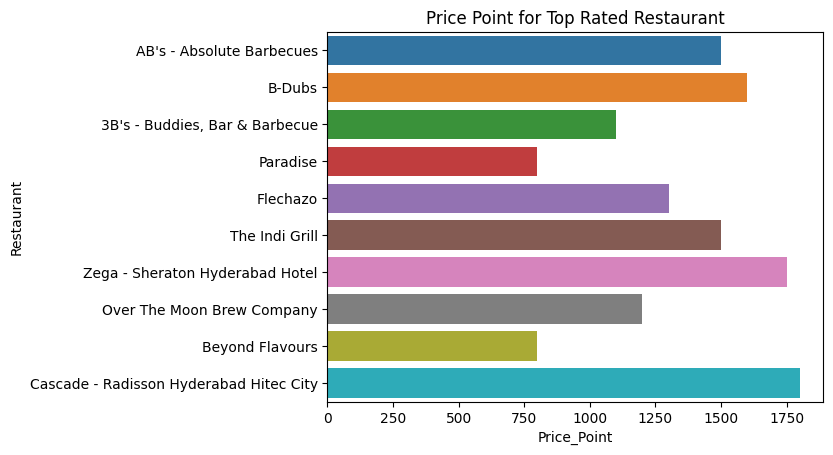 Price Point for Top Rated Restaurant
AB's - Absolute Barbecues
B-Dubs
3B's - Buddies, Bar & Barbecue
Paradise
Flechazo
The Indi Grill
Zega - Sheraton Hyderabad Hotel
Over The Moon Brew Company
Beyond Flavours
Cascade - Radisson Hyderabad Hitec City
Restaurant
0 250 500 750 1000 1250 1500 1750
Price_Point